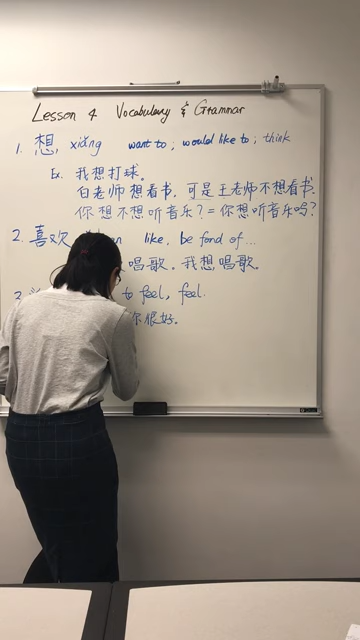 Lesson 4 Vocabulary & Grammar
1. 想, xiǎng want to; would like to; think
Ex. 我想打球。
白老师想看书,可是王老师不想看书.
你想不想听音乐?=你想听音乐吗?
2. 喜欢 like, be fond of...
唱歌。我想唱歌。
to feel, feel.
你很好.